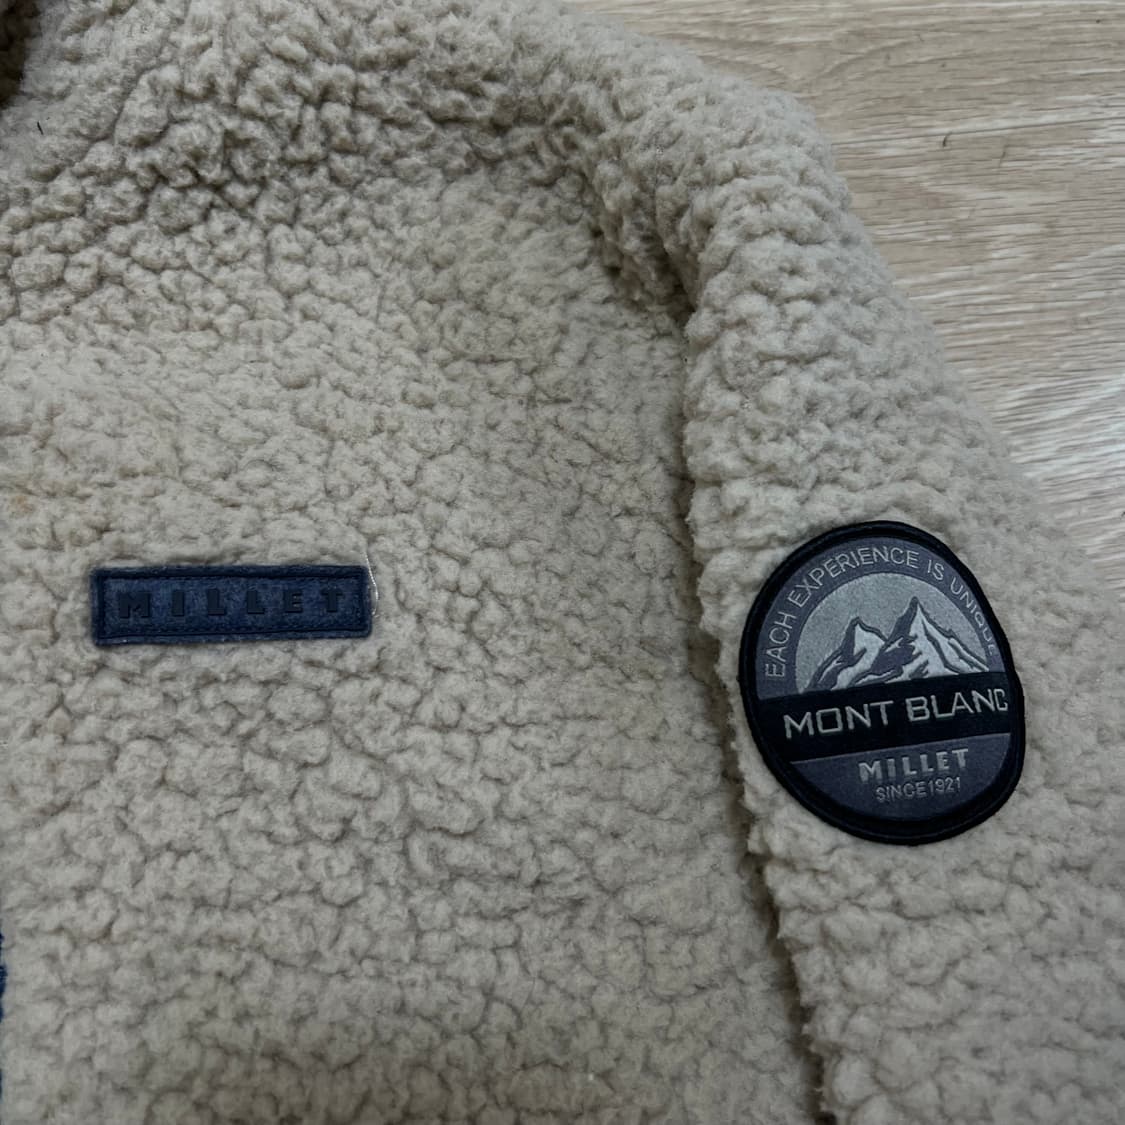 MILLET
EACH EXPERIENCE IS UNIQUE
MONT BLANC
MILLET
SINCE 1921